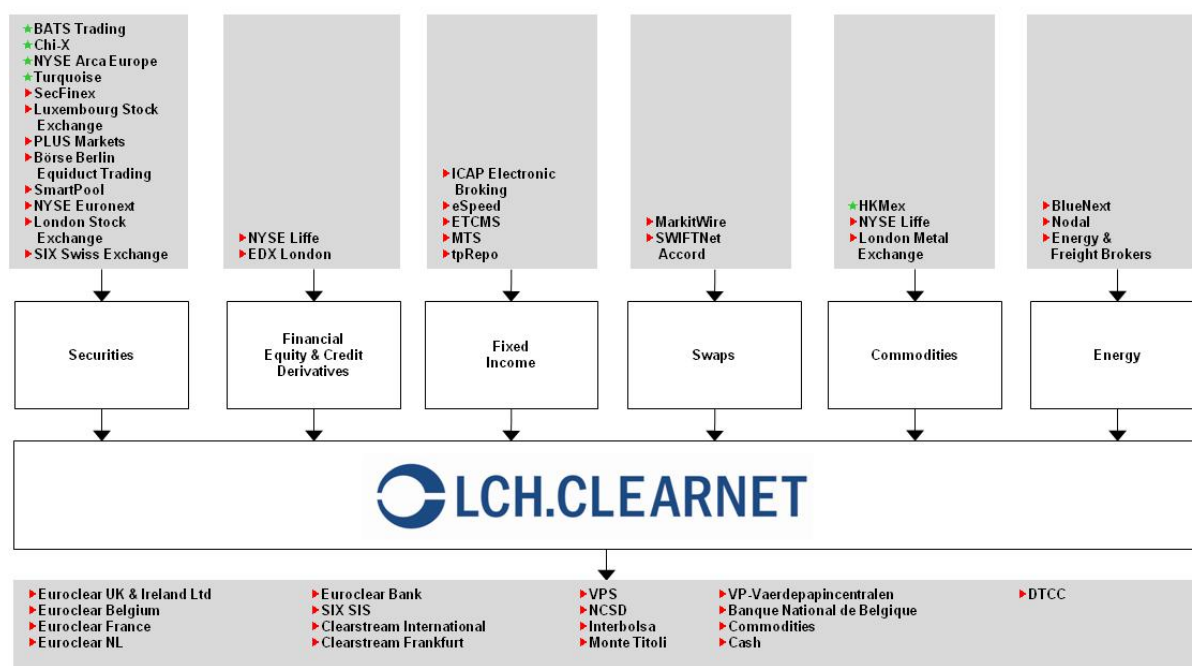 BATS Trading
Chi-X
NYSE Arca Europe
Turquoise
SecFinex
Luxembourg Stock
Exchange
PLUS Markets
Börse Berlin
Equiduct Trading
SmartPool
NYSE Euronext
London Stock
Exchange
SIX Swiss Exchange
NYSE Liffe
EDX London
ICAP Electronic
Broking
eSpeed
ETCMS
MTS
tpRepo
MarkitWire
SWIFTNet
Accord
HKMex
NYSE Liffe
London Metal
Exchange
BlueNext
Nodal
Energy &
Freight Brokers
Securities
Financial
Equity & Credit
Derivatives
Fixed
Income
Swaps
Commodities
Energy
LCH.CLEARNET
Euroclear UK & Ireland Ltd
Euroclear Belgium
Euroclear France
Euroclear NL
Euroclear Bank
SIX SIS
Clearstream International
Clearstream Frankfurt
VPS
NCSD
Interbolsa
Monte Titoli
VP-Vaerdepapincentralen
Banque National de Belgique
Commodities
Cash
DTCC